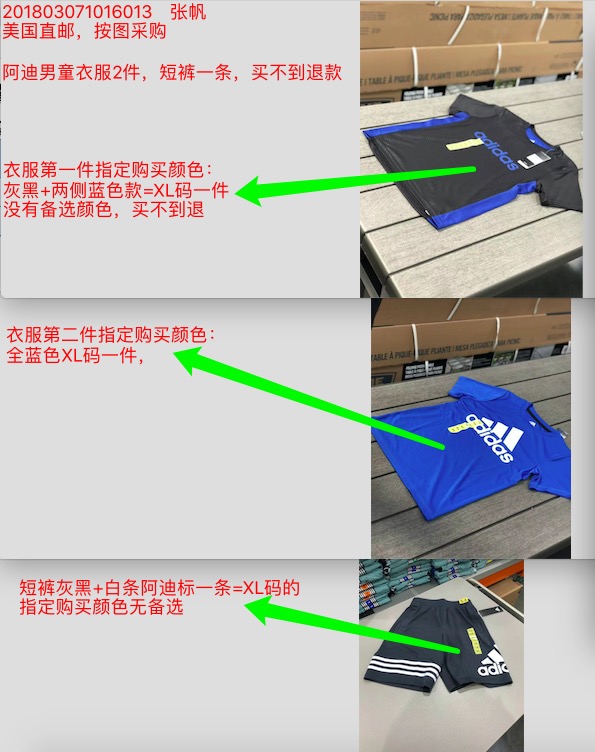 201803071016013 张帆
美国直邮，按图采购
阿迪男童衣服2件，短裤一条，买不到退款
衣服第一件指定购买颜色：
灰黑+两侧蓝色款=XL码一件
没有备选颜色，买不到退
adidas
衣服第二件指定购买颜色：
全蓝色XL码一件，
TABLE À PIQUE-NIQUE PLIANTE | MESA PLEGABLE
adidas
短裤灰黑+白条阿迪标一条=XL码的
指定购买颜色无备选